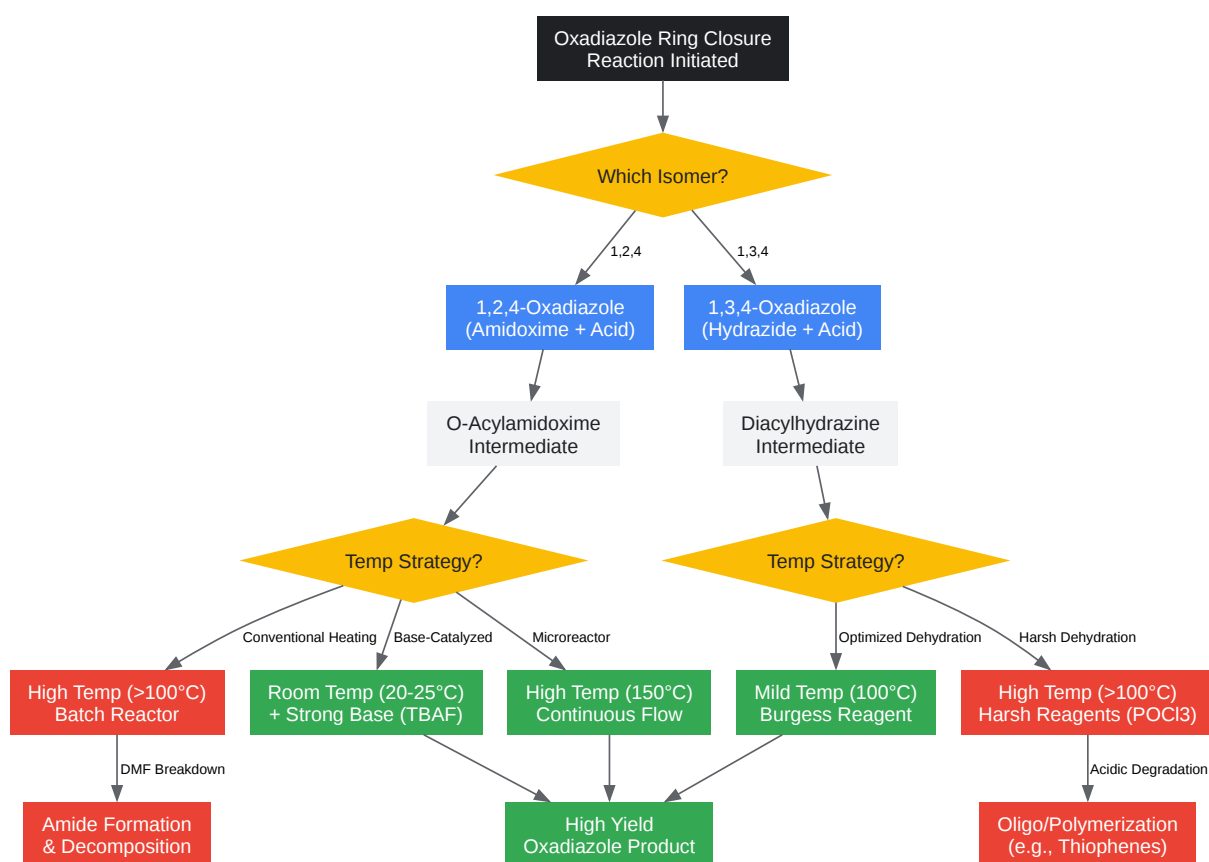 Oxadiazole Ring Closure
Reaction Initiated
Which Isomer?
1,2,4
1,3,4
1,2,4-Oxadiazole
(Amidoxime + Acid)
1,3,4-Oxadiazole
(Hydrazide + Acid)
O-Acylamidoxime
Intermediate
Diacylhydrazine
Intermediate
Temp Strategy?
Temp Strategy?
Conventional Heating
Base-Catalyzed
Microreactor
Optimized Dehydration
Harsh Dehydration
High Temp (>100°C)
Batch Reactor
Room Temp (20-25°C)
+ Strong Base (TBAF)
High Temp (150°C)
Continuous Flow
Mild Temp (100°C)
Burgess Reagent
High Temp (>100°C)
Harsh Reagents (POCl3)
DMF Breakdown
Acidic Degradation
Amide Formation
& Decomposition
High Yield
Oxadiazole Product
Oligo/Polymerization
(e.g., Thiophenes)